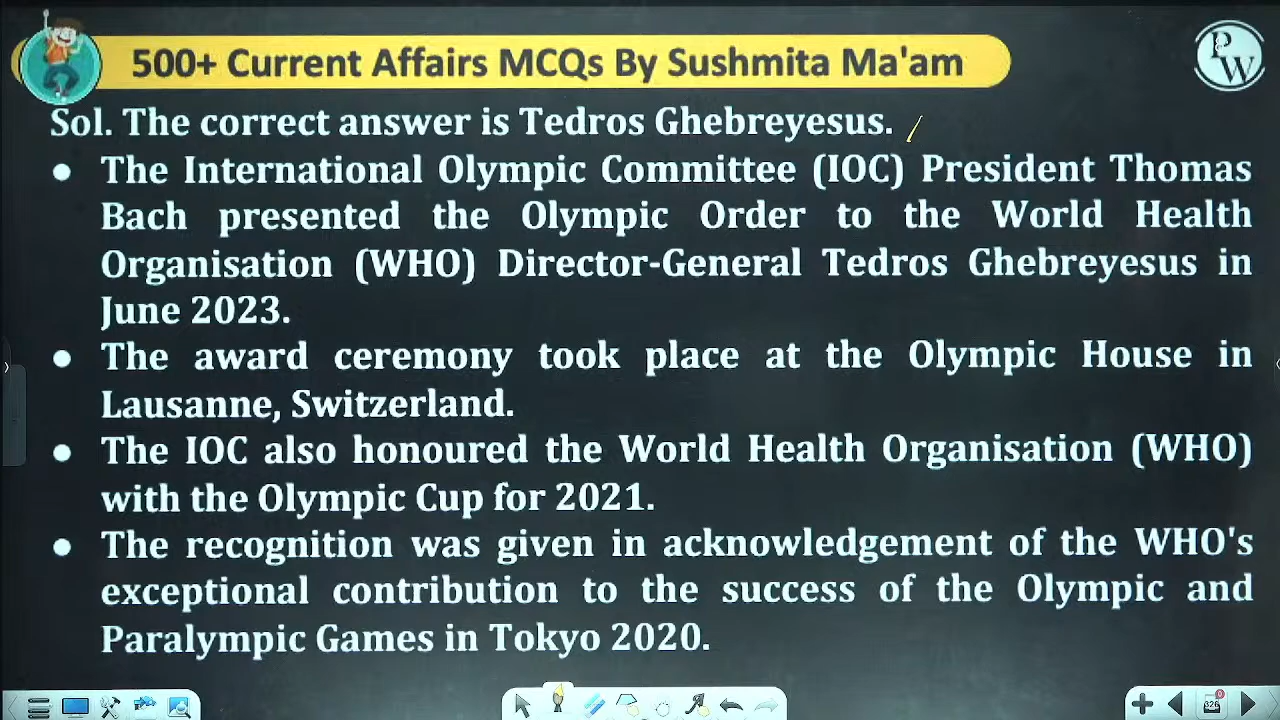 500+ Current Affairs MCQs By Sushmita Ma'am
PW
Sol. The correct answer is Tedros Ghebreyesus.
• The International Olympic Committee (IOC) President Thomas
Bach presented the Olympic Order to the World Health
Organisation (WHO) Director-General Tedros Ghebreyesus in
June 2023.
• The award ceremony took place at the Olympic House in
Lausanne, Switzerland.
• The IOC also honoured the World Health Organisation (WHO)
with the Olympic Cup for 2021.
• The recognition was given in acknowledgement of the WHO's
exceptional contribution to the success of the Olympic and
Paralympic Games in Tokyo 2020.
326